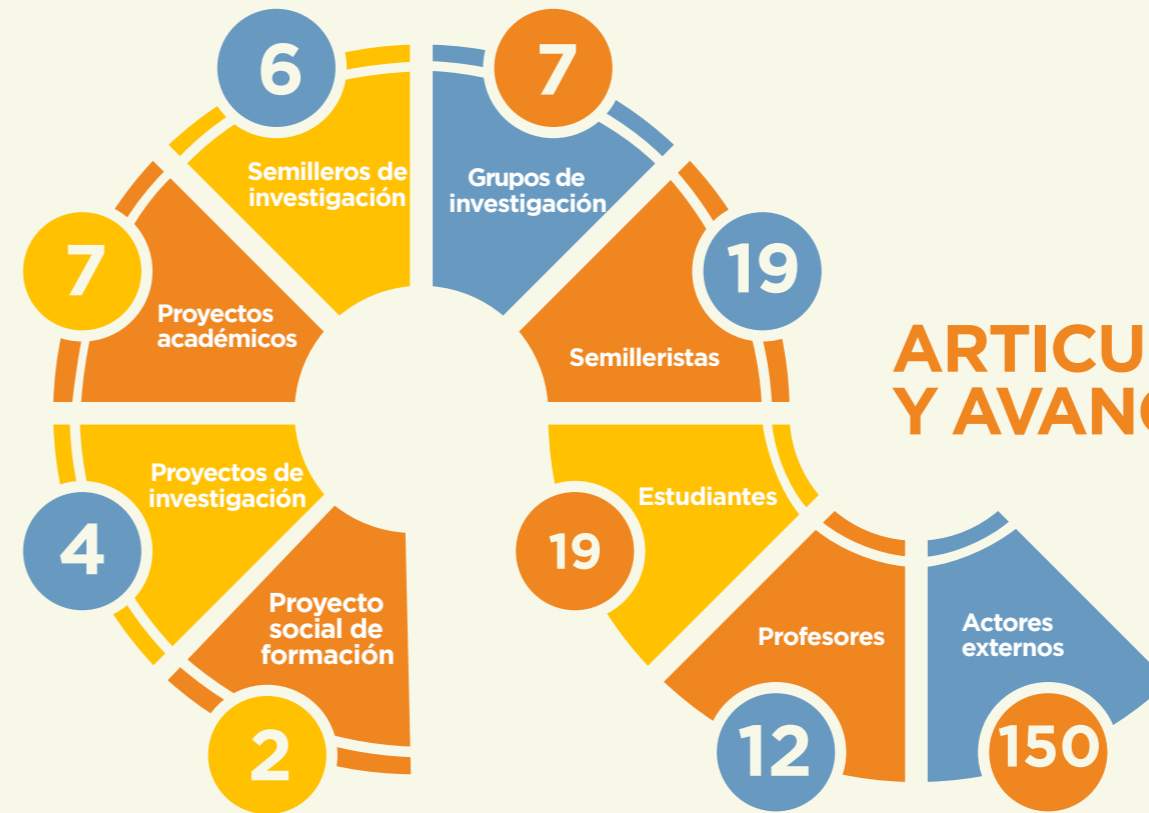 6
Semilleros de
investigación
7
Grupos de
investigación
7
Proyectos
académicos
19
Semilleristas
ARTICU
Y AVANC
4
Proyectos de
investigación
19
Estudiantes
2
Proyecto
social de
formación
12
Profesores
150
Actores
externos